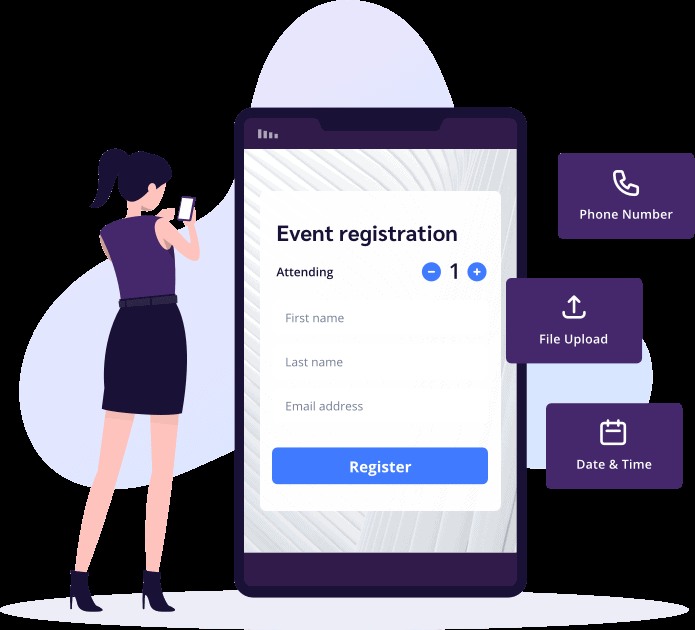 Event registration
Attending
1
First name
Last name
Email address
Register
Phone Number
File Upload
Date & Time